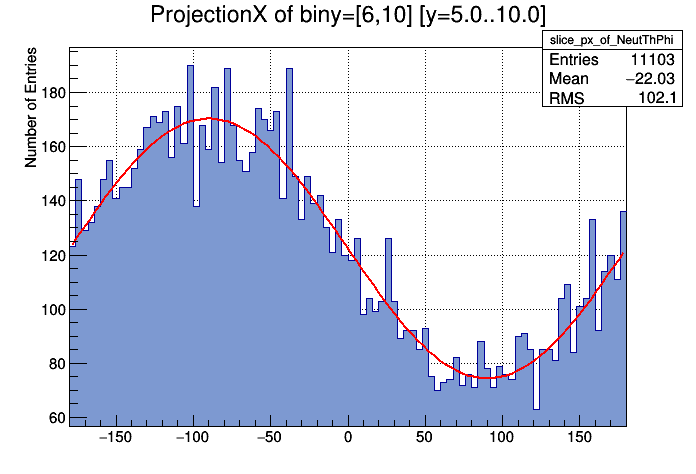 ProjectionX of biny=[6,10] [y=5.0..10.0]
slice_px_of_NeutThPhi
Entries 11103
Mean −22.03
RMS 102.1
Number of Entries
180
160
140
120
100
80
60
−150 −100 −50 0 50 100 150